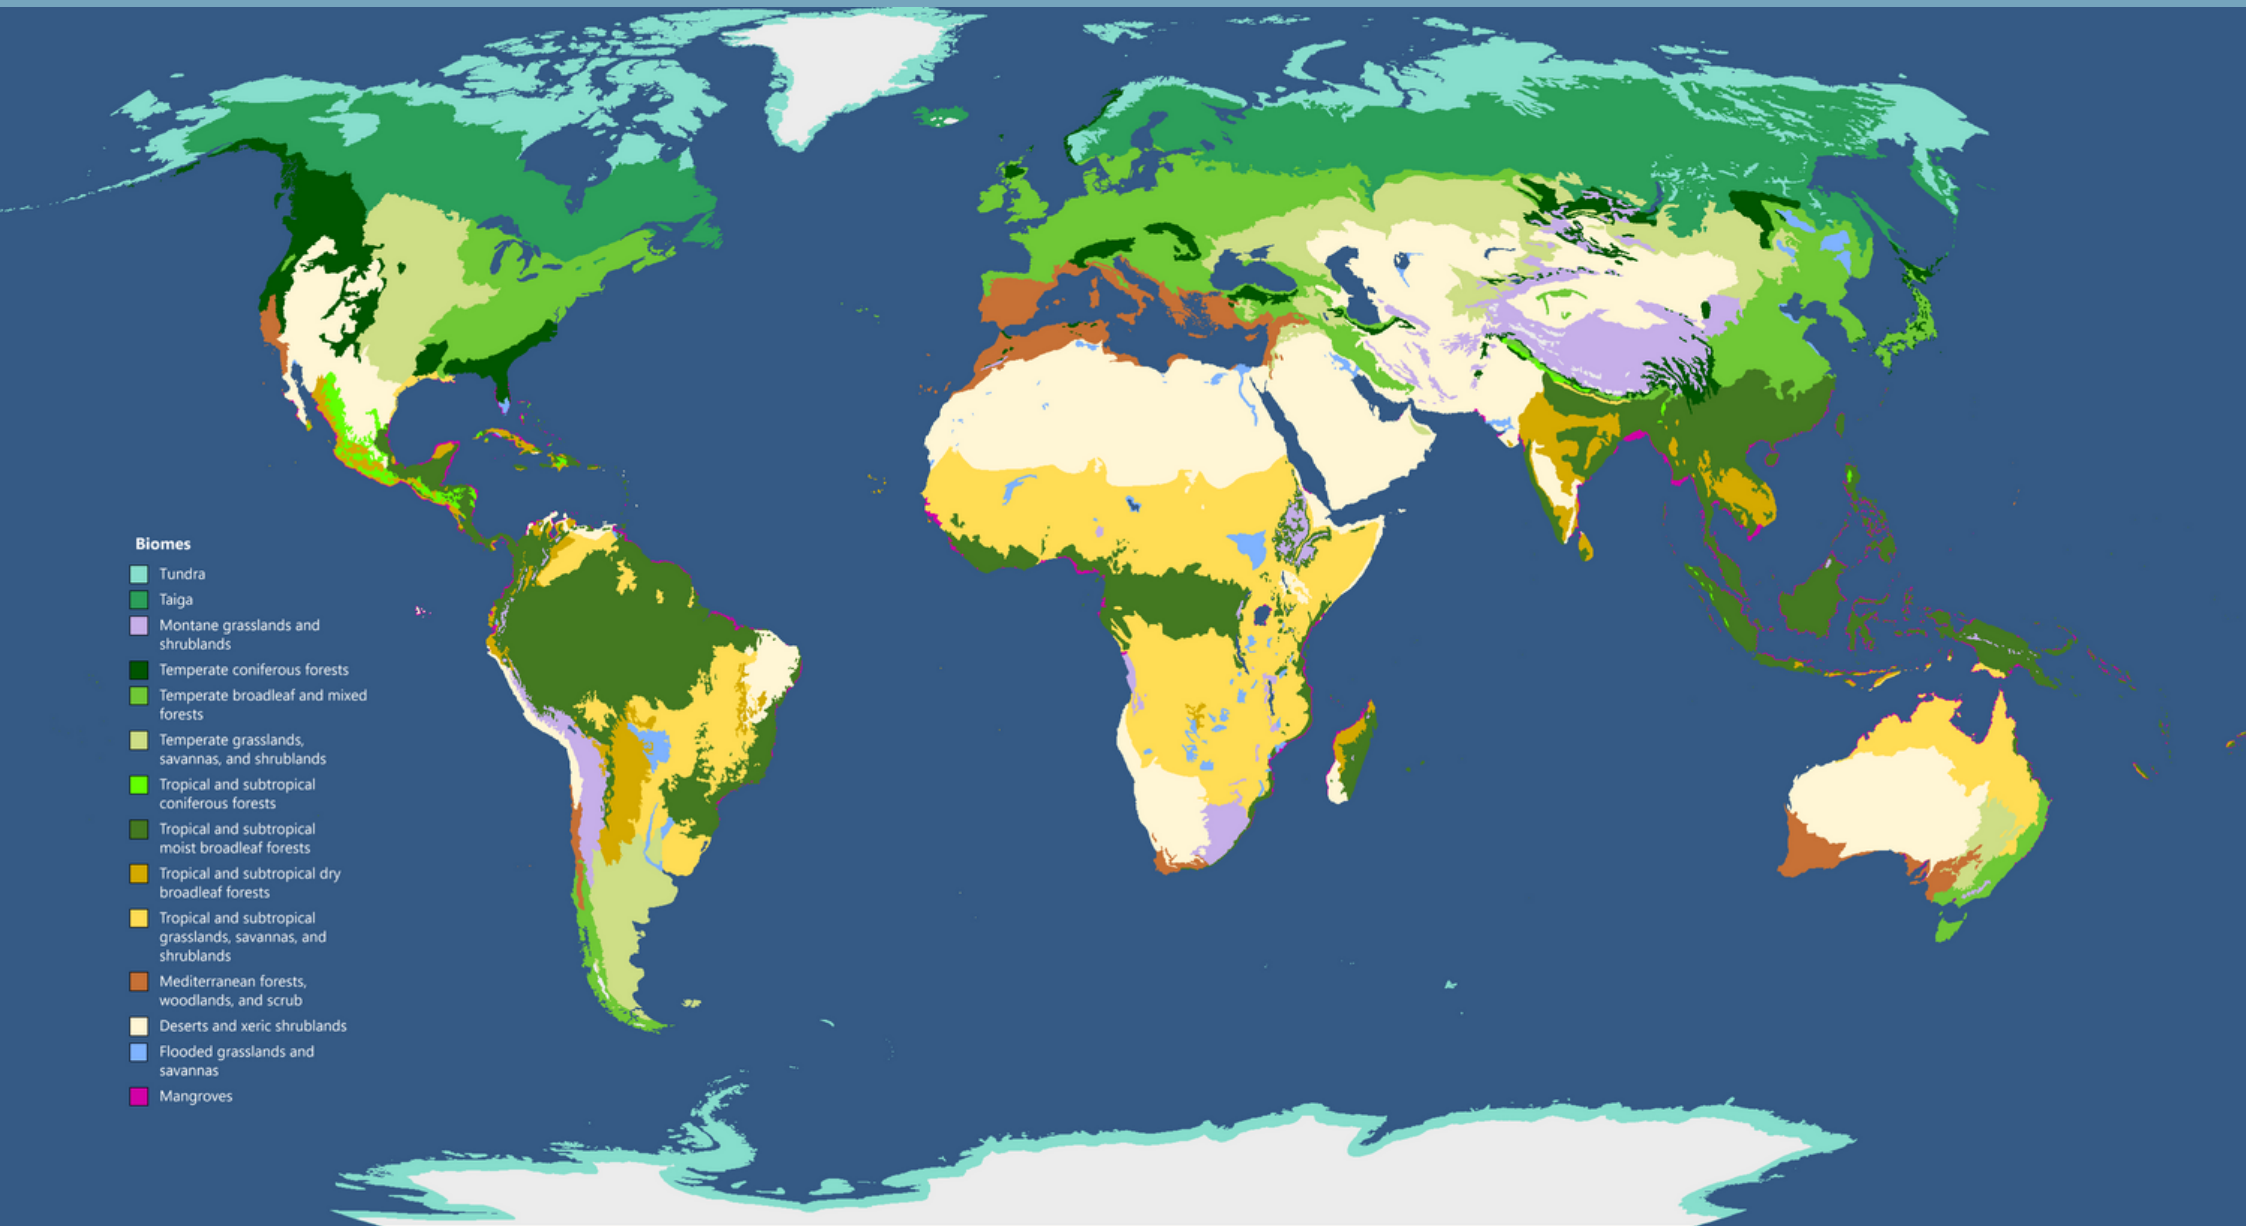 Biomes
Tundra
Taiga
Montane grasslands and
shrublands
Temperate coniferous forests
Temperate broadleaf and mixed
forests
Temperate grasslands,
savannas, and shrublands
Tropical and subtropical
coniferous forests
Tropical and subtropical
moist broadleaf forests
Tropical and subtropical dry
broadleaf forests
Tropical and subtropical
grasslands, savannas, and
shrublands
Mediterranean forests,
woodlands, and scrub
Deserts and xeric shrublands
Flooded grasslands and
savannas
Mangroves